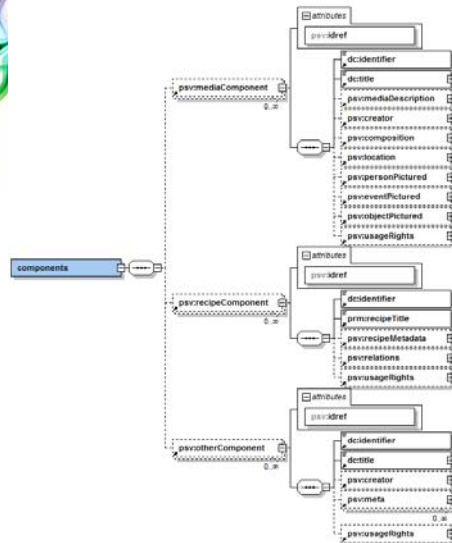 attributes
psv:idref
dc:identifier
dc:title
psv:mediaComponent
0..∞
psv:mediaDescription
psv:creator
psv:composition
psv:location
psv:personPictured
psv:eventPictured
psv:objectPictured
psv:usageRights
components
attributes
psv:idref
psv:recipeComponent
0..∞
dc:identifier
prm:recipeTitle
psv:recipeMetadata
psv:relations
psv:usageRights
attributes
psv:idref
psv:otherComponent
0..∞
dc:identifier
dc:title
psv:creator
psv:meta
0..∞
psv:usageRights